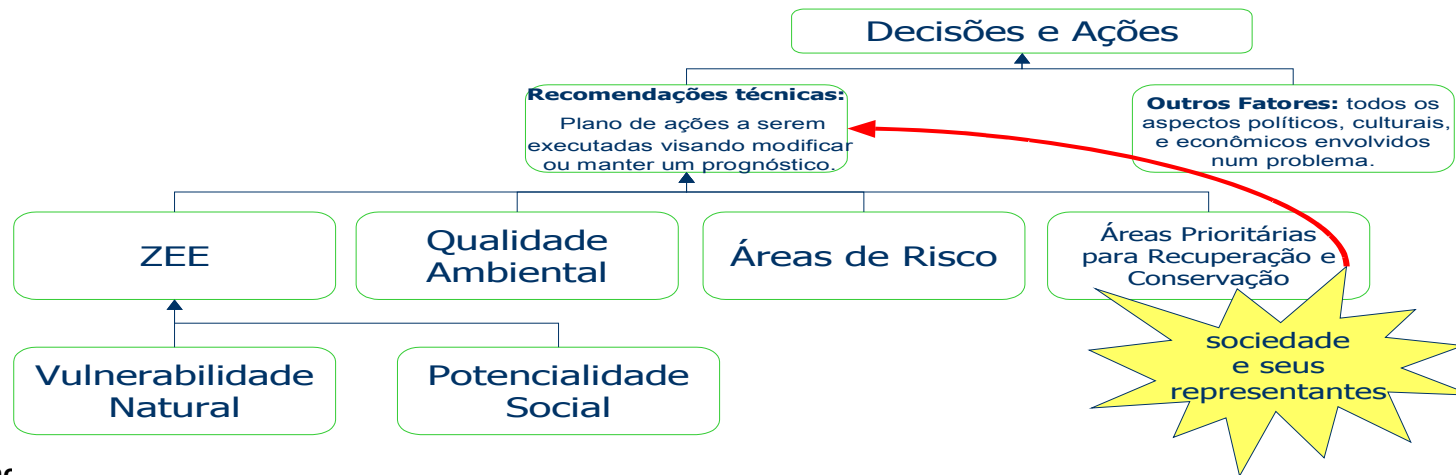 Decisões e Ações
Recomendações técnicas:
Plano de ações a serem
executadas visando modificar
ou manter um prognóstico.
Outros Fatores: todos os
aspectos políticos, culturais,
e econômicos envolvidos
num problema.
ZEE
Qualidade
Ambiental
Áreas de Risco
Áreas Prioritárias
para Recuperação e
Conservação
Vulnerabilidade
Natural
Potencialidade
Social
sociedade
e seus
representantes